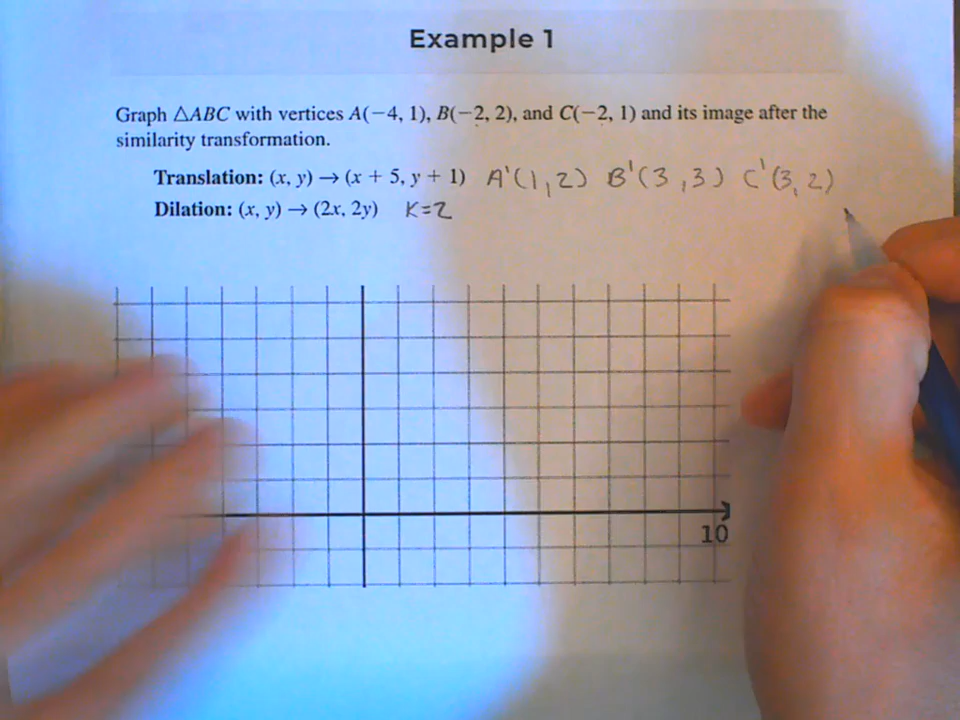 Example 1
Graph △ABC with vertices A(−4, 1), B(−2, 2), and C(−2, 1) and its image after the
similarity transformation.
Translation: (x, y) → (x + 5, y + 1) A'(1,2) B'(3,3) C'(3,2)
Dilation: (x, y) → (2x, 2y) K=2
10